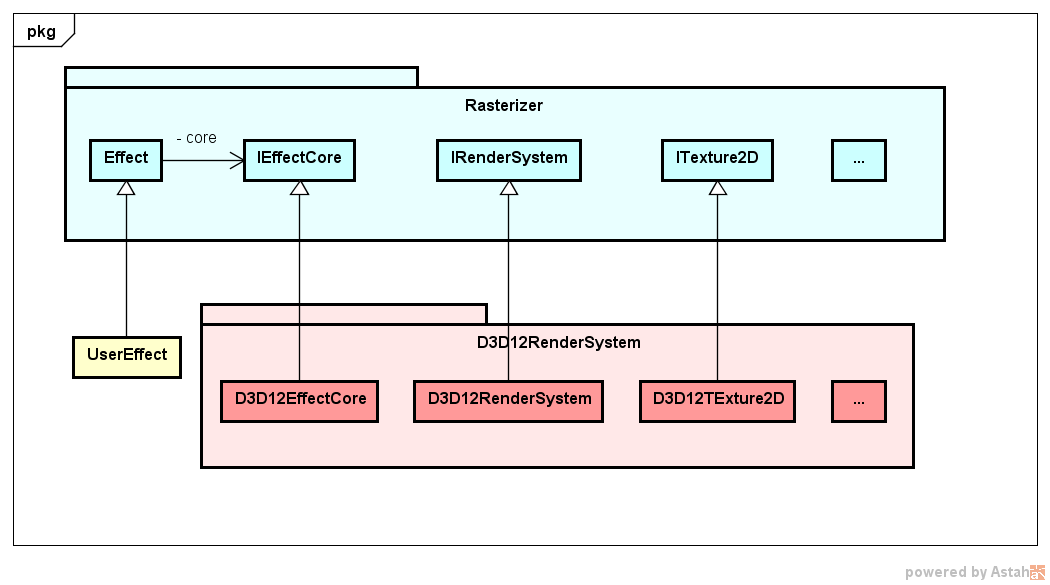 pkg
Rasterizer
- core
Effect
IEffectCore
IRenderSystem
ITexture2D
...
D3D12RenderSystem
UserEffect
D3D12EffectCore
D3D12RenderSystem
D3D12TExture2D
...
powered by Astah